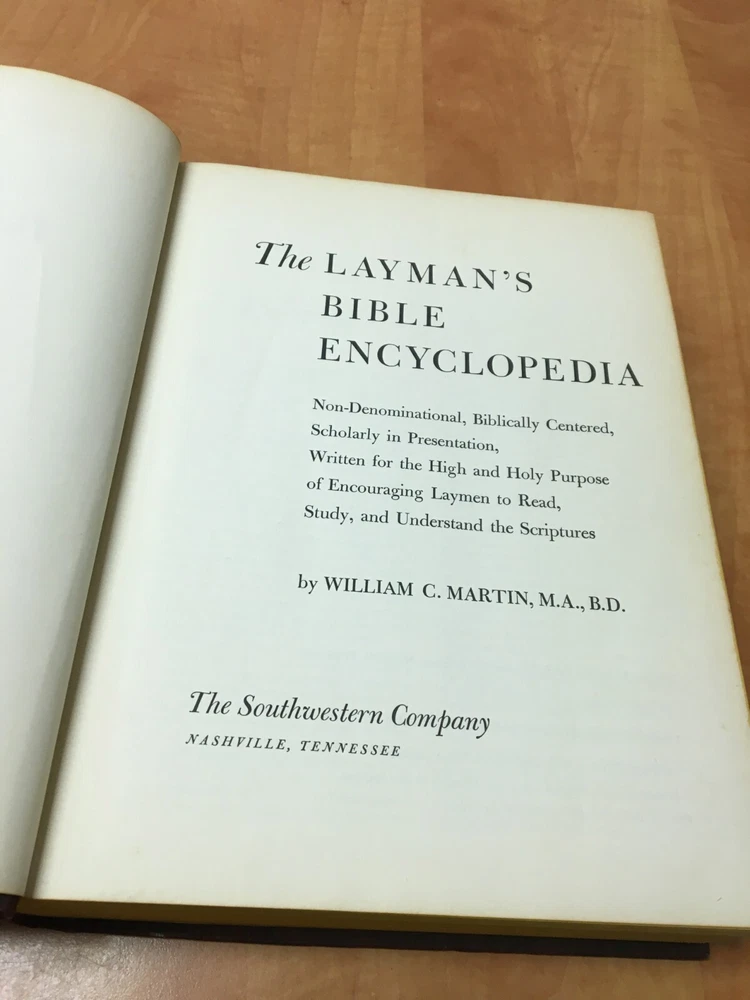 The LAYMAN'S
BIBLE
ENCYCLOPEDIA
Non-Denominational, Biblically Centered,
Scholarly in Presentation,
Written for the High and Holy Purpose
of Encouraging Laymen to Read,
Study, and Understand the Scriptures
by WILLIAM C. MARTIN, M.A., B.D.
The Southwestern Company
NASHVILLE, TENNESSEE